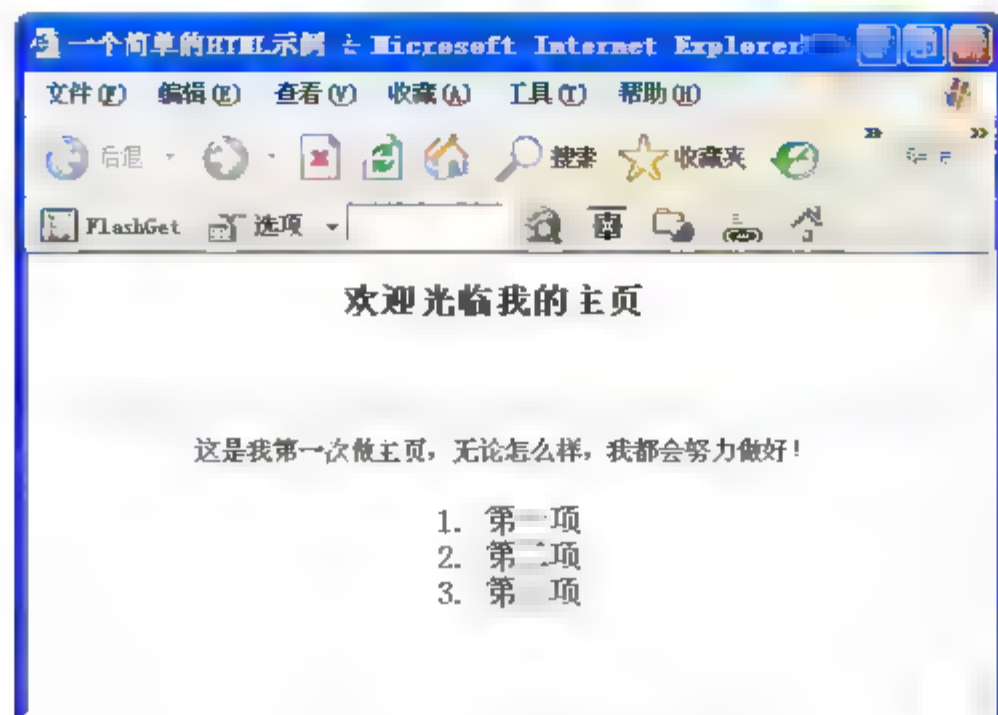 一个简单的HTML示例 - Microsoft Internet Explorer
文件(F) 编辑(E) 查看(V) 收藏(A) 工具(T) 帮助(H)
后退 搜索 收藏夹
FlashGet 选项
欢迎光临我的主页
这是我第一次做主页，无论怎么样，我都会努力做好！
1. 第一项
2. 第二项
3. 第 项